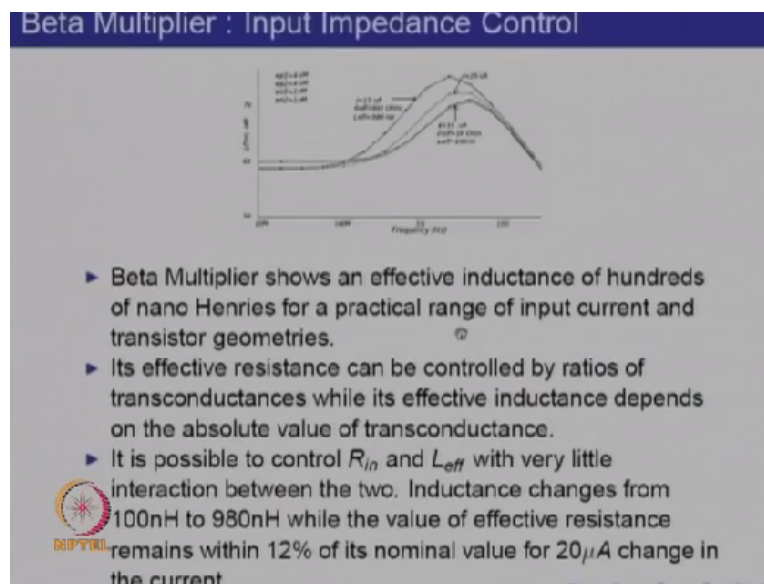 Beta Multiplier : Input Impedance Control
Frequency (Hz)
► Beta Multiplier shows an effective inductance of hundreds
of nano Henries for a practical range of input current and
transistor geometries.
► Its effective resistance can be controlled by ratios of
transconductances while its effective inductance depends
on the absolute value of transconductance.
► It is possible to control Rin and Leff with very little
interaction between the two. Inductance changes from
100nH to 980nH while the value of effective resistance
NPTEL
remains within 12% of its nominal value for 20μA change in
the current